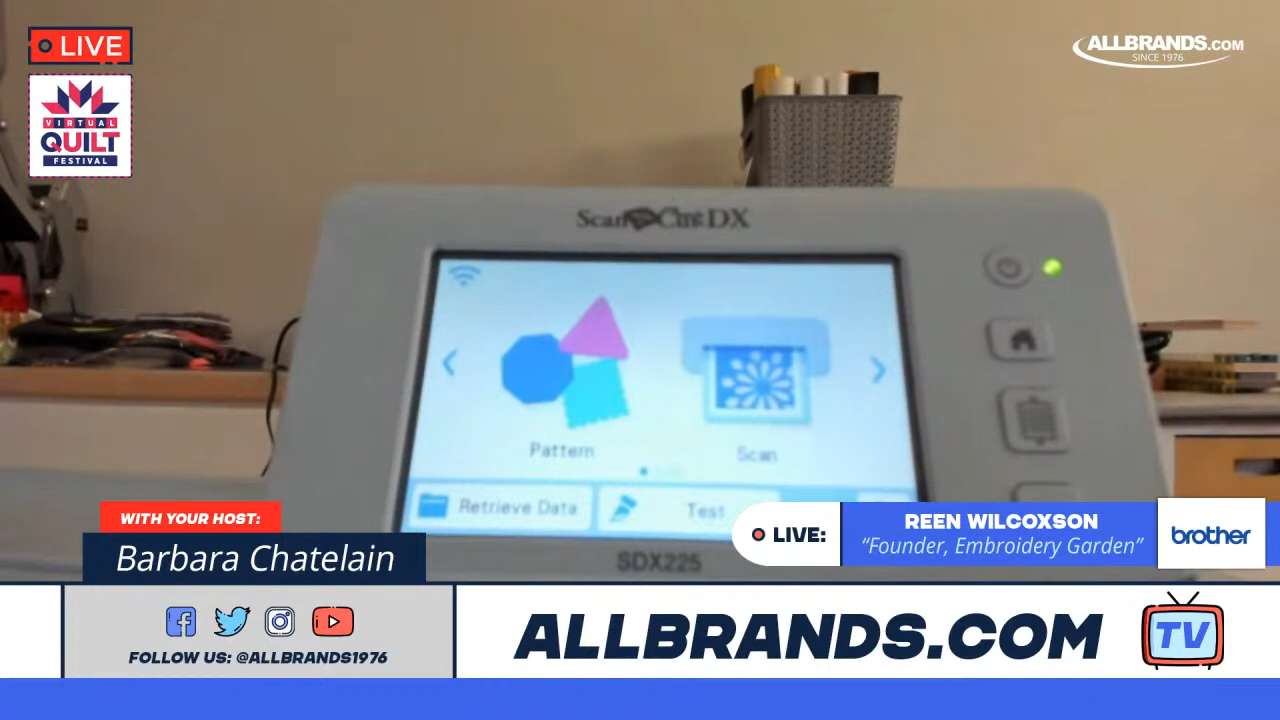 LIVE
VIRTUAL
QUILT
FESTIVAL
ALLBRANDS.COM
SINCE 1976
ScanNCut DX
Pattern
Scan
Retrieve Data
Test
SDX225
WITH YOUR HOST:
Barbara Chatelain
LIVE:
REEN WILCOXSON
“Founder, Embroidery Garden”
brother
FOLLOW US: @ALLBRANDS1976
ALLBRANDS.COM
TV